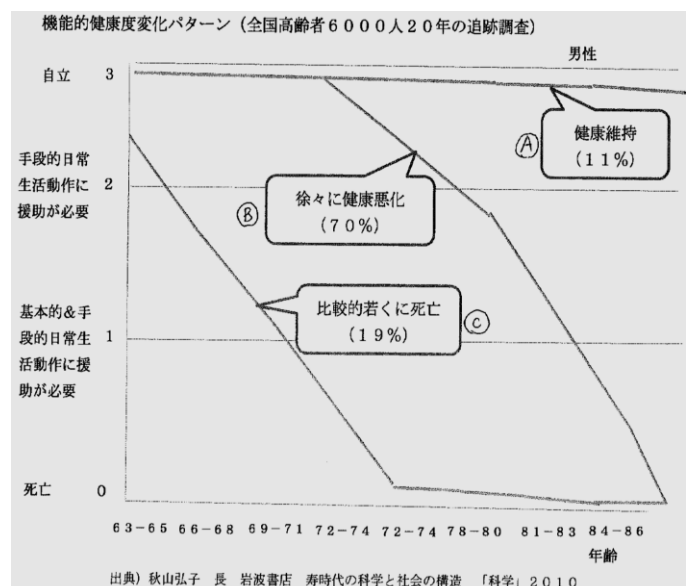 機能的健康度変化パターン（全国高齢者６０００人２０年の追跡調査）
男性
自立 3
Ⓐ
健康維持
（１１％）
手段的日常
生活動作に
援助が必要
2
Ⓑ
徐々に健康悪化
（７０％）
基本的＆手
段的日常生
活動作に援
助が必要
1
比較的若くに死亡
（１９％）
Ⓒ
死亡 0
63-65 66-68 69-71 72-74 72-74 78-80 81-83 84-86
年齢
出典）秋山弘子 長 岩波書店 寿時代の科学と社会の構造 「科学」２０１０